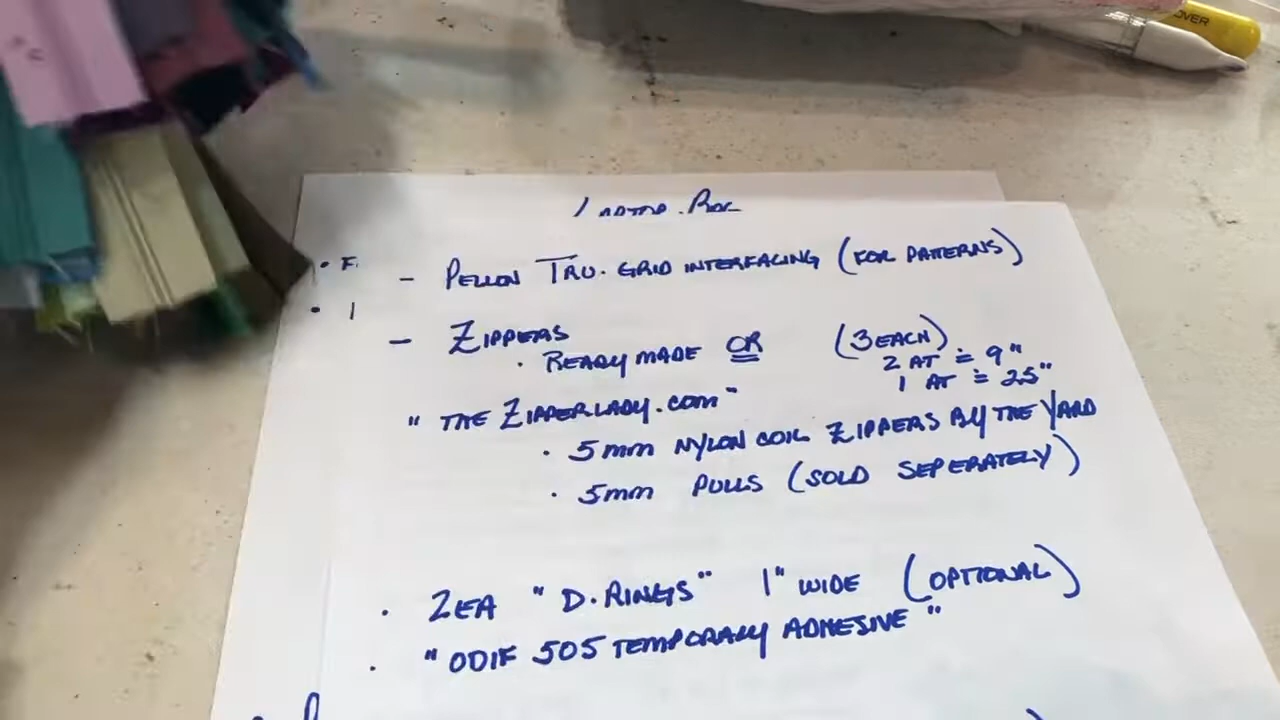 OVER
- PELLON TRU-GRID INTERFACING (FOR PATTERNS)
- ZIPPERS (3 EACH)
· READY MADE OR 2 AT ≐ 9"
1 AT ≐ 25"
" THE ZIPPERLADY.COM"
· 5mm NYLON COIL ZIPPERS BY THE YARD
· 5mm PULLS (SOLD SEPERATELY)
· 2EA "D-RINGS" 1" WIDE (OPTIONAL)
· "ODIF 505 TEMPORARY ADHESIVE"